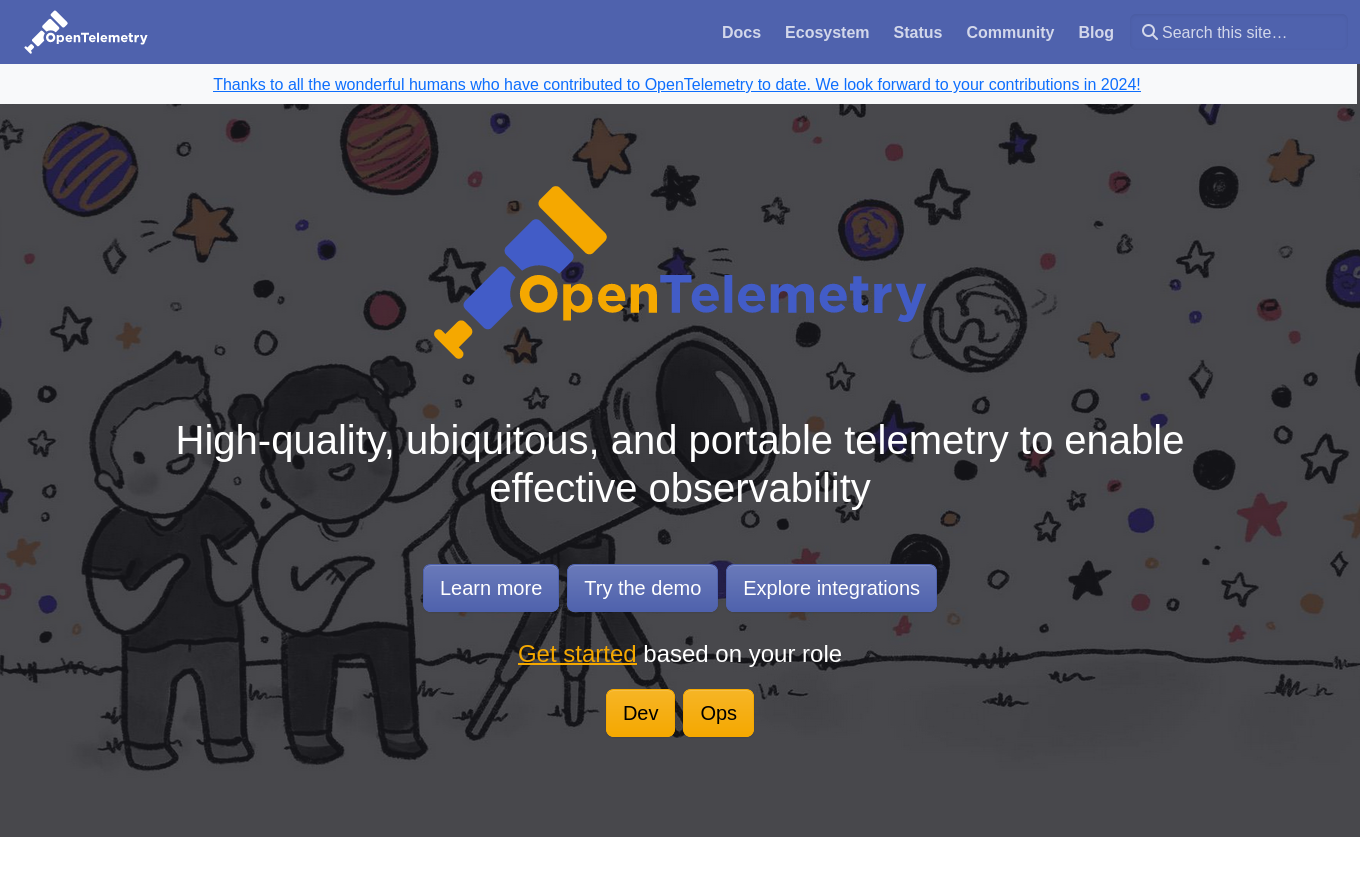 OpenTelemetry
Docs Ecosystem Status Community Blog Search this site…
Thanks to all the wonderful humans who have contributed to OpenTelemetry to date. We look forward to your contributions in 2024!
OpenTelemetry
High-quality, ubiquitous, and portable telemetry to enable
effective observability
Learn more Try the demo Explore integrations
Get started based on your role
Dev Ops